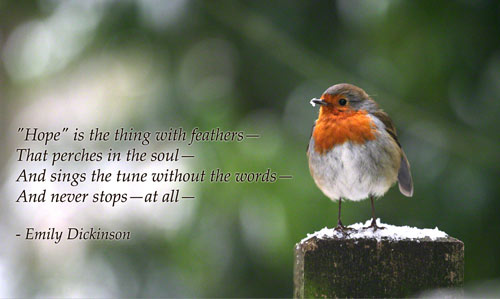 "Hope" is the thing with feathers—
That perches in the soul—
And sings the tune without the words—
And never stops—at all—
- Emily Dickinson